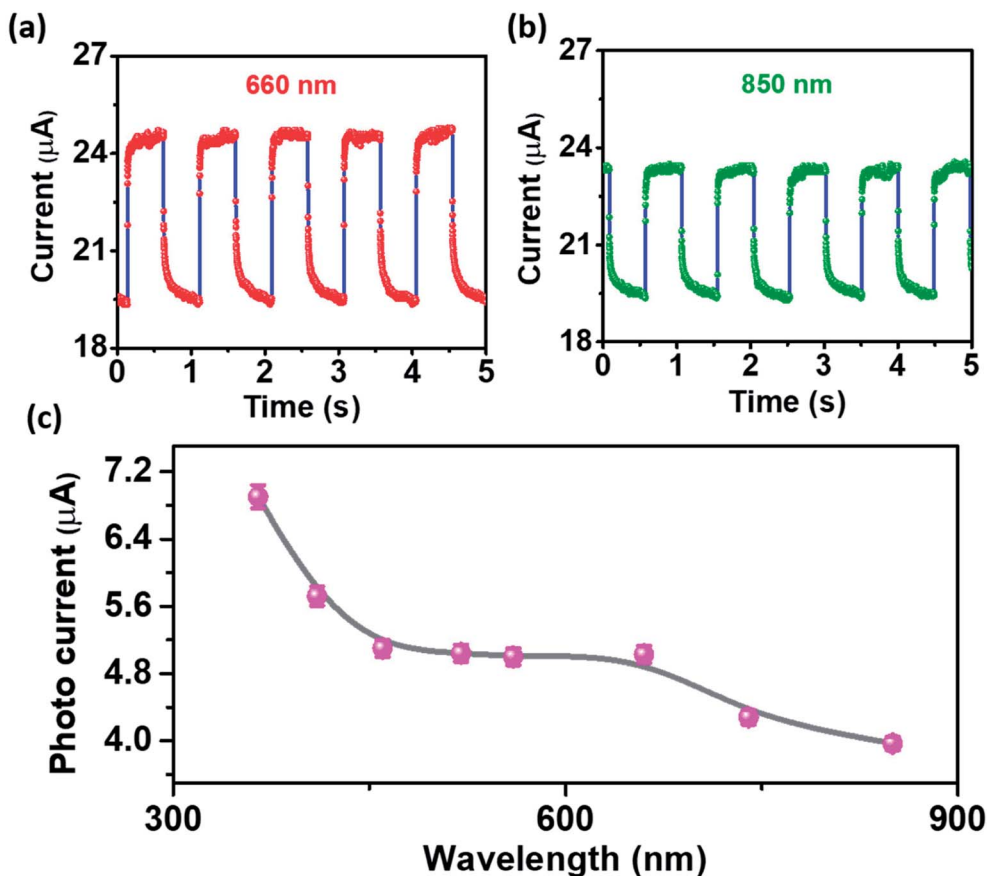 (a)
27
24
21
18
Current (μA)
660 nm
0 1 2 3 4 5
Time (s)
(b)
27
24
21
18
Current (μA)
850 nm
0 1 2 3 4 5
Time (s)
(c)
7.2
6.4
5.6
4.8
4.0
Photo current (μA)
300 600 900
Wavelength (nm)